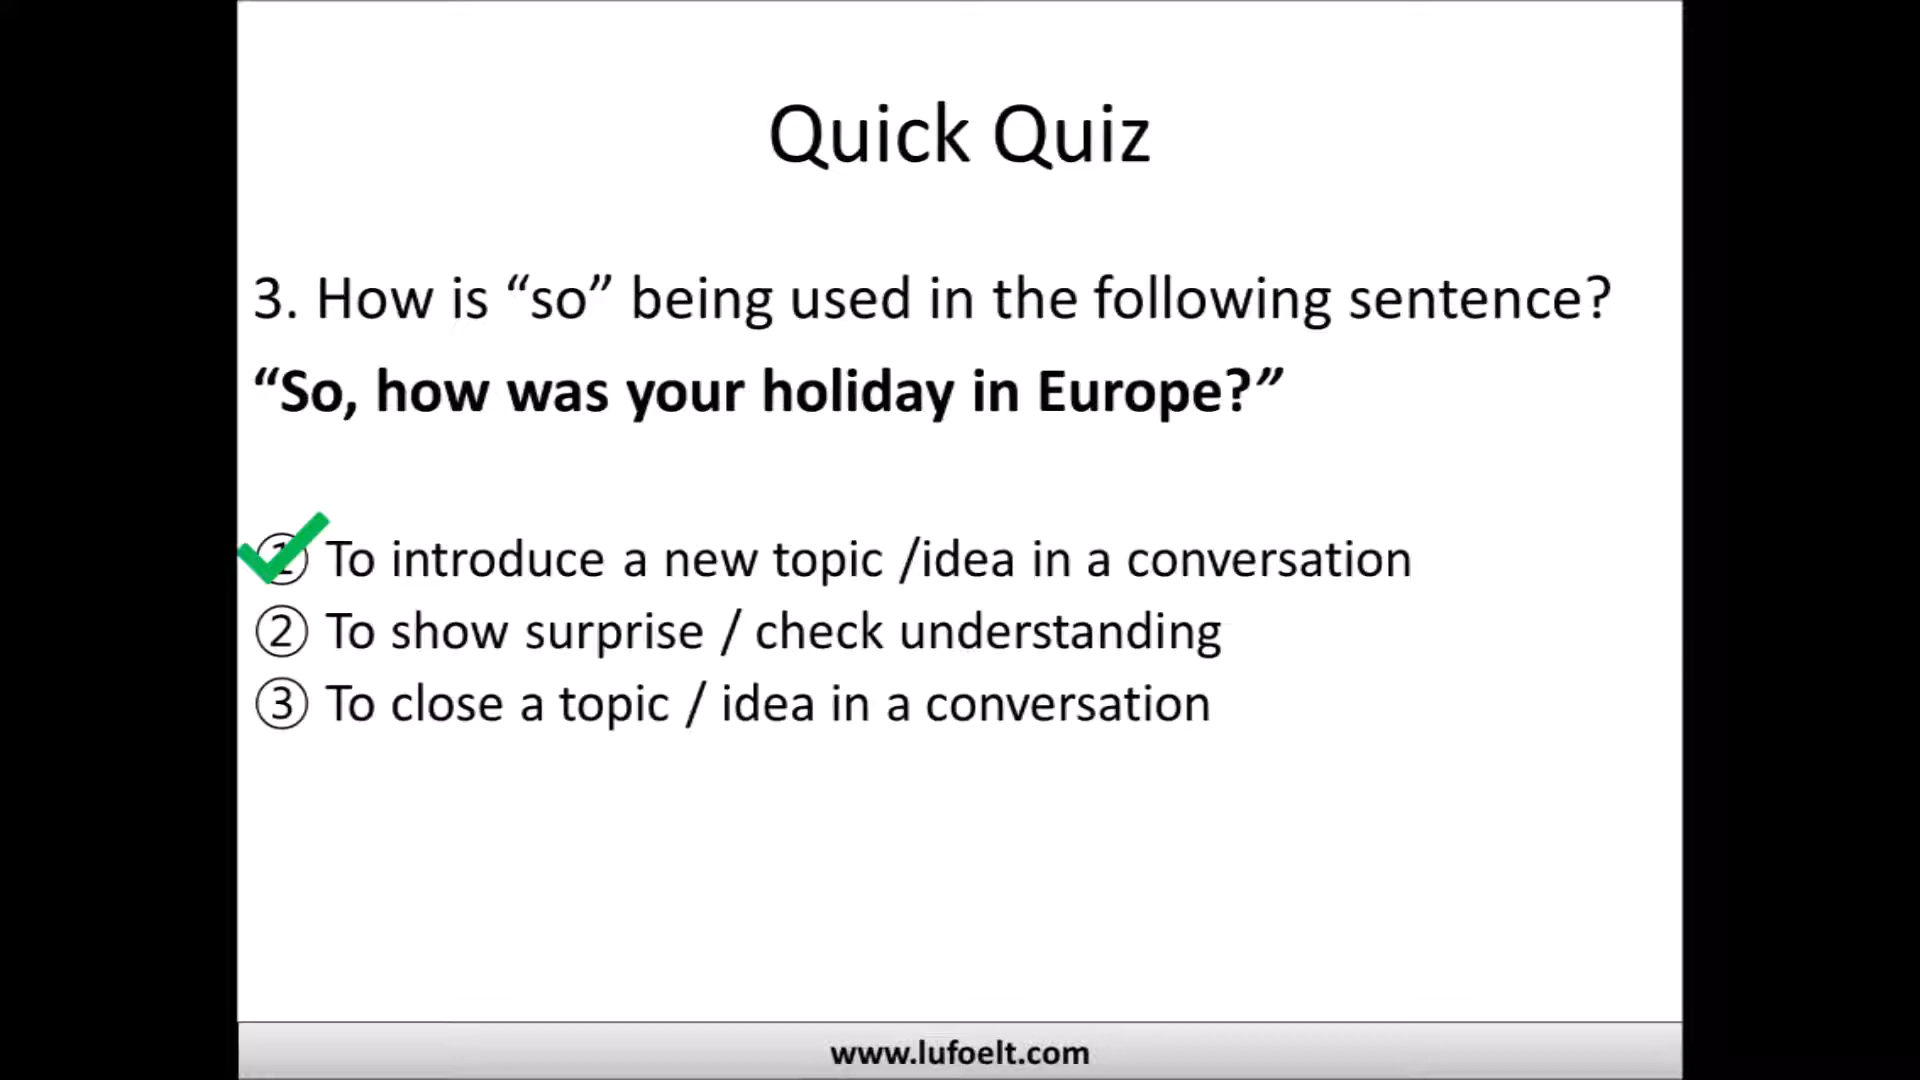 Quick Quiz
3. How is “so” being used in the following sentence?
“So, how was your holiday in Europe?”
① To introduce a new topic /idea in a conversation
② To show surprise / check understanding
③ To close a topic / idea in a conversation
www.lufoelt.com